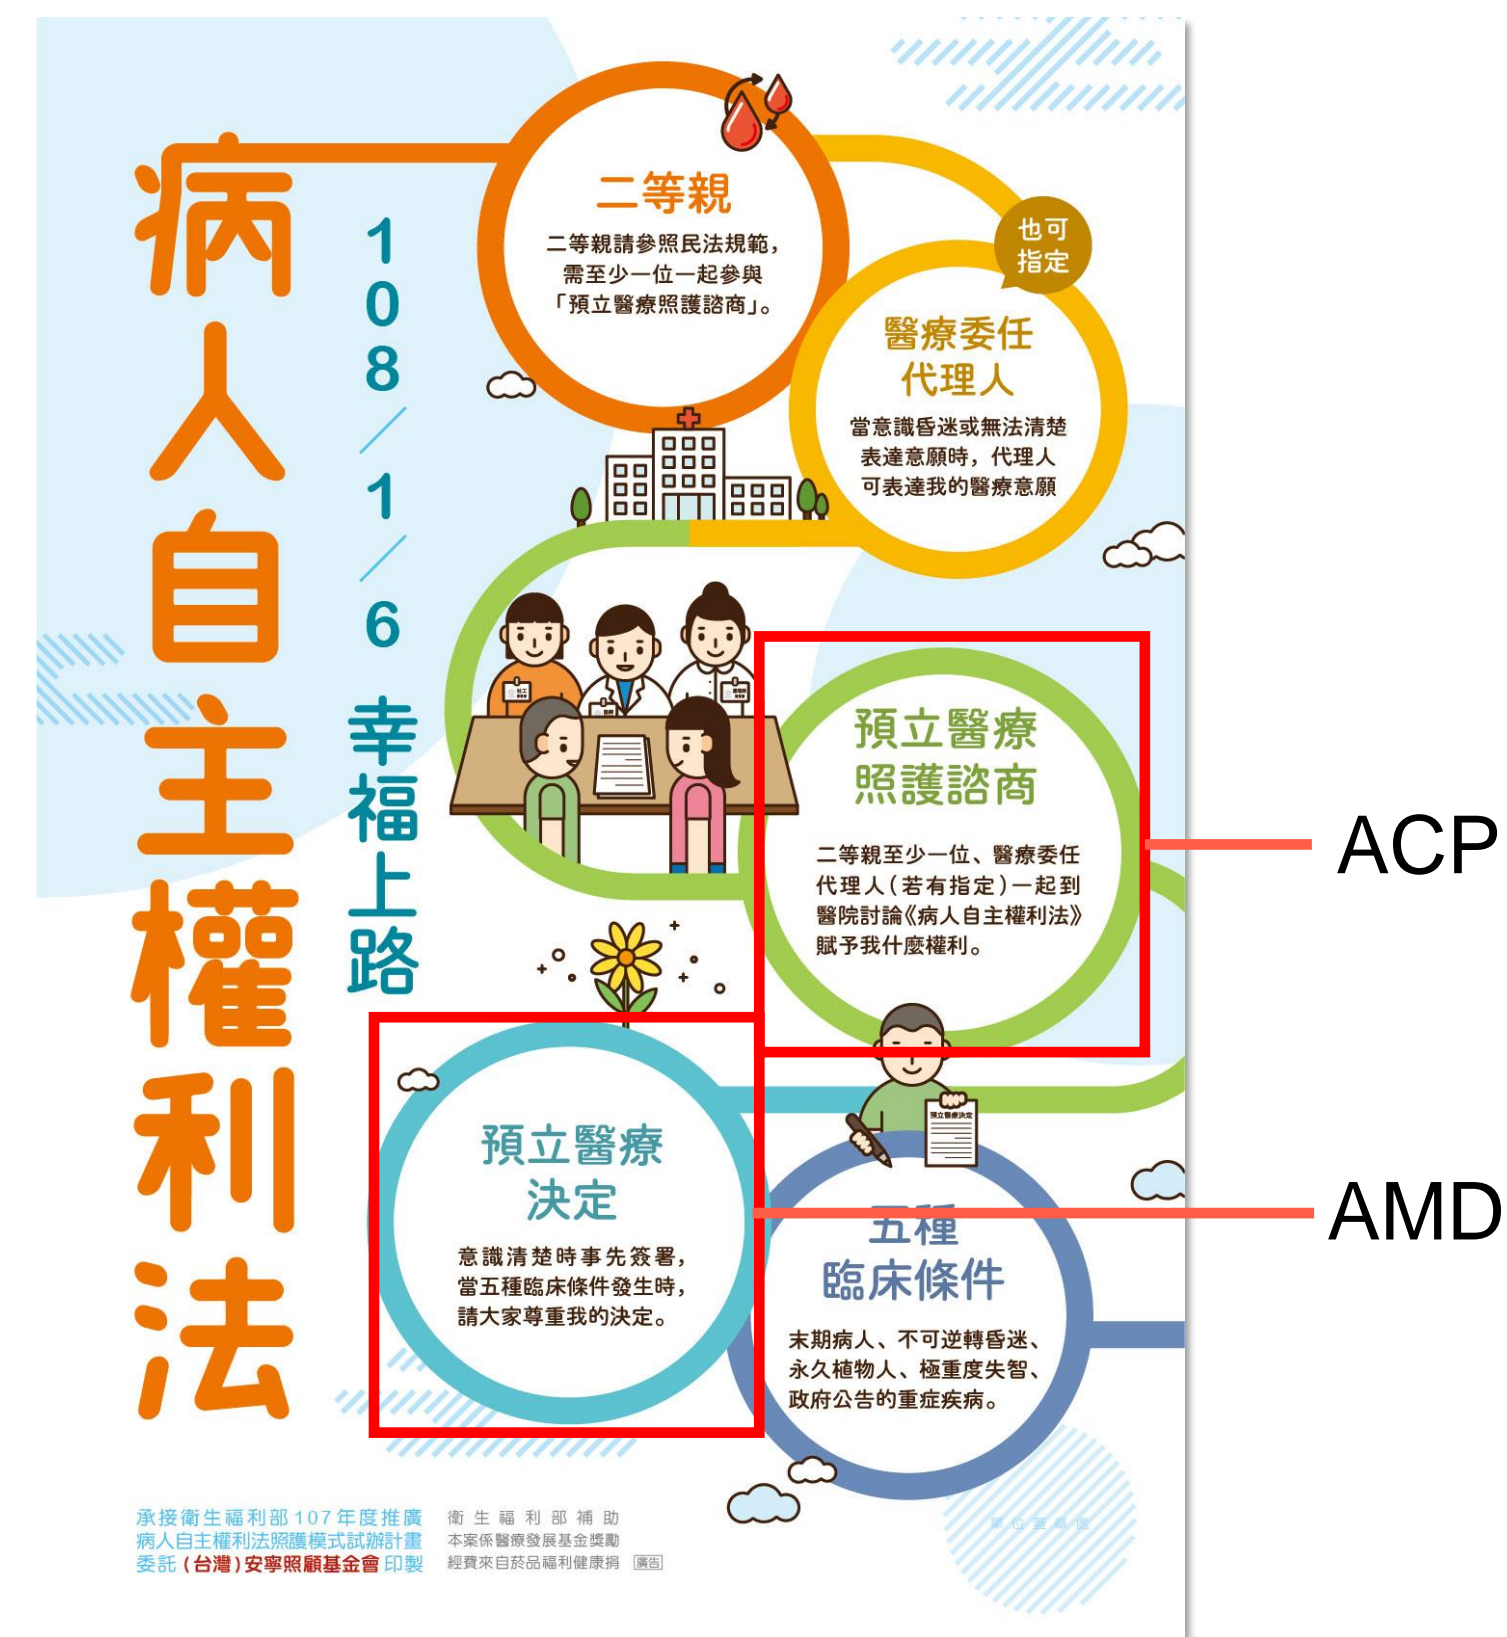 病人自主權利法
108/1/6 幸福上路
二等親
二等親請參照民法規範，
需至少一位一起參與
「預立醫療照護諮商」。
也可
指定
醫療委任
代理人
當意識昏迷或無法清楚
表達意願時，代理人
可表達我的醫療意願
預立醫療
照護諮商
二等親至少一位、醫療委任
代理人(若有指定)一起到
醫院討論《病人自主權利法》
賦予我什麼權利。
ACP
預立醫療決定
預立醫療
決定
意識清楚時事先簽署，
當五種臨床條件發生時，
請大家尊重我的決定。
AMD
五種
臨床條件
末期病人、不可逆轉昏迷、
永久植物人、極重度失智、
政府公告的重症疾病。
承接衛生福利部107年度推廣
病人自主權利法照護模式試辦計畫
委託(台灣)安寧照顧基金會印製
衛生福利部補助
本案係醫療發展基金獎勵
經費來自菸品福利健康捐 廣告
單位蓋章處